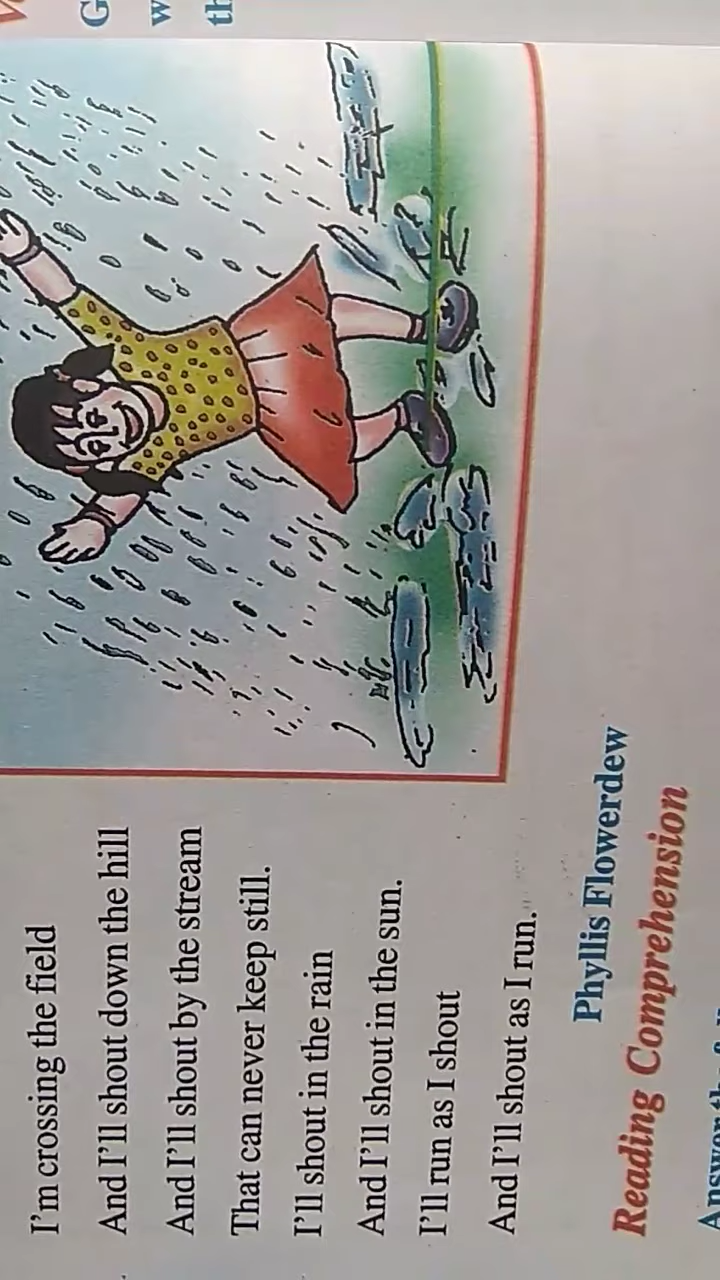 I'm crossing the field
And I'll shout down the hill
And I'll shout by the stream
That can never keep still.
I'll shout in the rain
And I'll shout in the sun.
I'll run as I shout
And I'll shout as I run.
Phyllis Flowerdew
Reading Comprehension
Answer